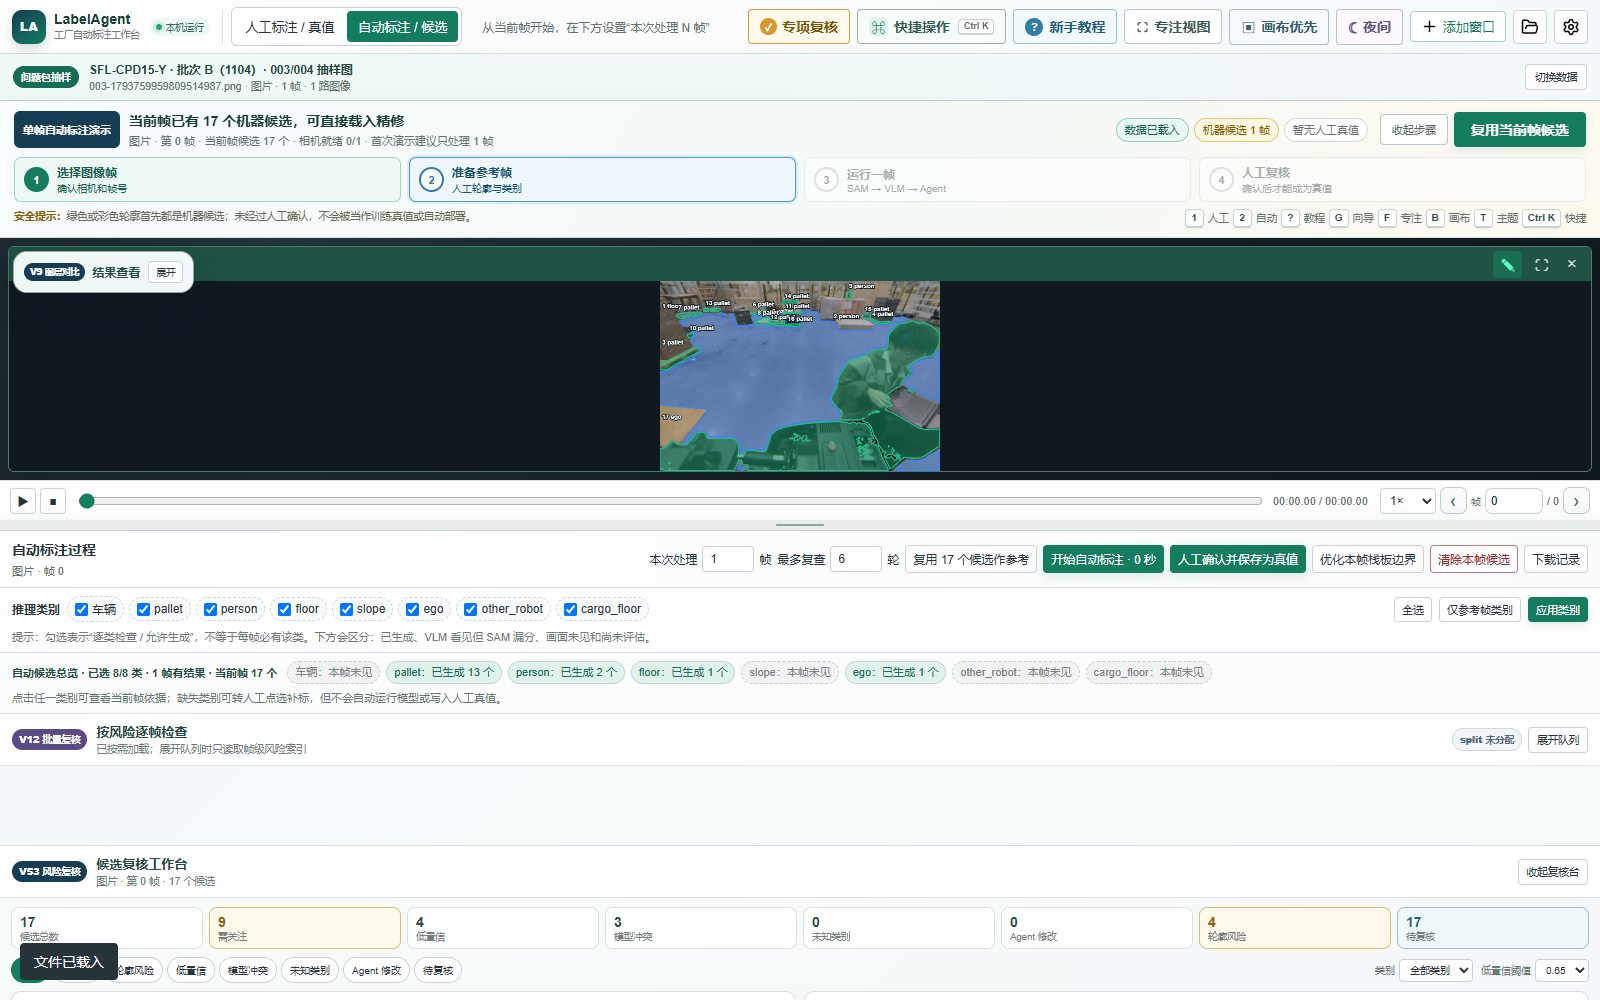 LA LabelAgent
工厂自动标注工作台
本机运行
人工标注 / 真值 自动标注 / 候选
从当前帧开始，在下方设置“本次处理 N 帧”
专项复核
快捷操作 Ctrl K
? 新手教程
专注视图
画布优先
夜间
添加窗口
问题包抽样
SFL-CPD15-Y · 批次 B（1104）· 003/004 抽样图
003-1793759959809514987.png · 图片 · 1 帧 · 1 路图像
切换数据
单帧自动标注演示
当前帧已有 17 个机器候选，可直接载入精修
图片 · 第 0 帧 · 当前帧候选 17 个 · 相机就绪 0/1 · 首次演示建议只处理 1 帧
数据已载入
机器候选 1 帧
暂无人工真值
收起步骤
复用当前帧候选
1 选择图像帧
确认相机和帧号
2 准备参考帧
人工轮廓与类别
3 运行一帧
SAM → VLM → Agent
4 人工复核
确认后才能成为真值
安全提示：绿色或彩色轮廓首先都是机器候选；未经过人工确认，不会被当作训练真值或自动部署。
1 人工 2 自动 ? 教程 G 向导 F 专注 B 画布 T 主题 Ctrl K 快捷
V9 图层对比 结果查看 展开
9 person
14 pallet
13 pallet
6 pallet
11 pallet
15 pallet
4 pallet
2 person
16 pallet
10 pallet
3 pallet
17 ego
00:00.00 / 00:00.00
1×
帧 0 / 0
自动标注过程
图片 · 帧 0
本次处理 1 帧 最多复查 6 轮
复用 17 个候选作参考
开始自动标注 · 0 秒
人工确认并保存为真值
优化本帧栈板边界
清除本帧候选
下载记录
推理类别 车辆 pallet person floor slope ego other_robot cargo_floor
全选
仅参考帧类别
应用类别
提示：勾选表示“逐类检查 / 允许生成”，不等于每帧必有该类。下方会区分：已生成、VLM 看见但 SAM 漏分、画面未见和尚未评估。
自动候选总览 · 已选 8/8 类 · 1 帧有结果 · 当前帧 17 个
车辆：本帧未见
pallet：已生成 13 个
person：已生成 2 个
floor：已生成 1 个
slope：本帧未见
ego：已生成 1 个
other_robot：本帧未见
cargo_floor：本帧未见
点击任一类别可查看当前帧依据；缺失类别可转人工点选补标，但不会自动运行模型或写入人工真值。
V12 批量复核
按风险逐帧检查
已按需加载；展开队列时只读取帧级风险索引
split 未分配
展开队列
V53 风险复核
候选复核工作台
图片 · 第 0 帧 · 17 个候选
收起复核台
17
候选总数
9
需关注
4
低置信
3
模型冲突
0
未知类别
0
Agent 修改
4
轮廓风险
17
待复核
文件已载入
轮廓风险
低置信
模型冲突
未知类别
Agent 修改
待复核
类别 全部类别
低置信阈值 0.65